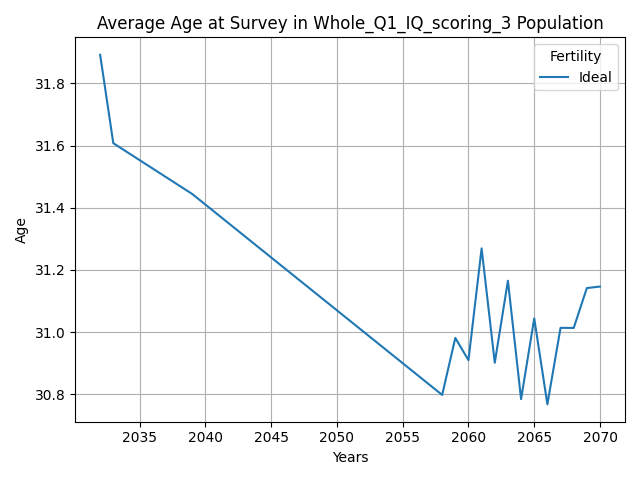 Average Age at Survey in Whole_Q1_IQ_scoring_3 Population
Fertility
Ideal
31.8
31.6
31.4
31.2
31.0
30.8
Age
2035 2040 2045 2050 2055 2060 2065 2070
Years